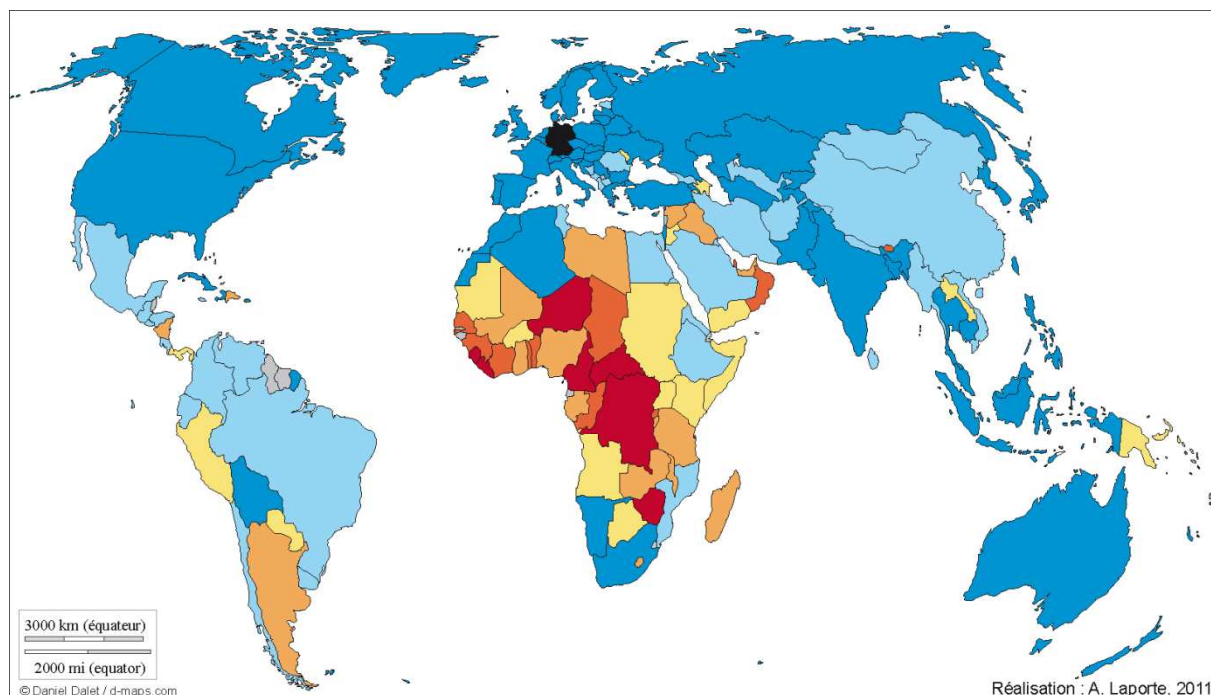 3000 km (équateur)
2000 mi (equator)
© Daniel Dalet / d-maps.com
Réalisation : A. Laporte, 2011